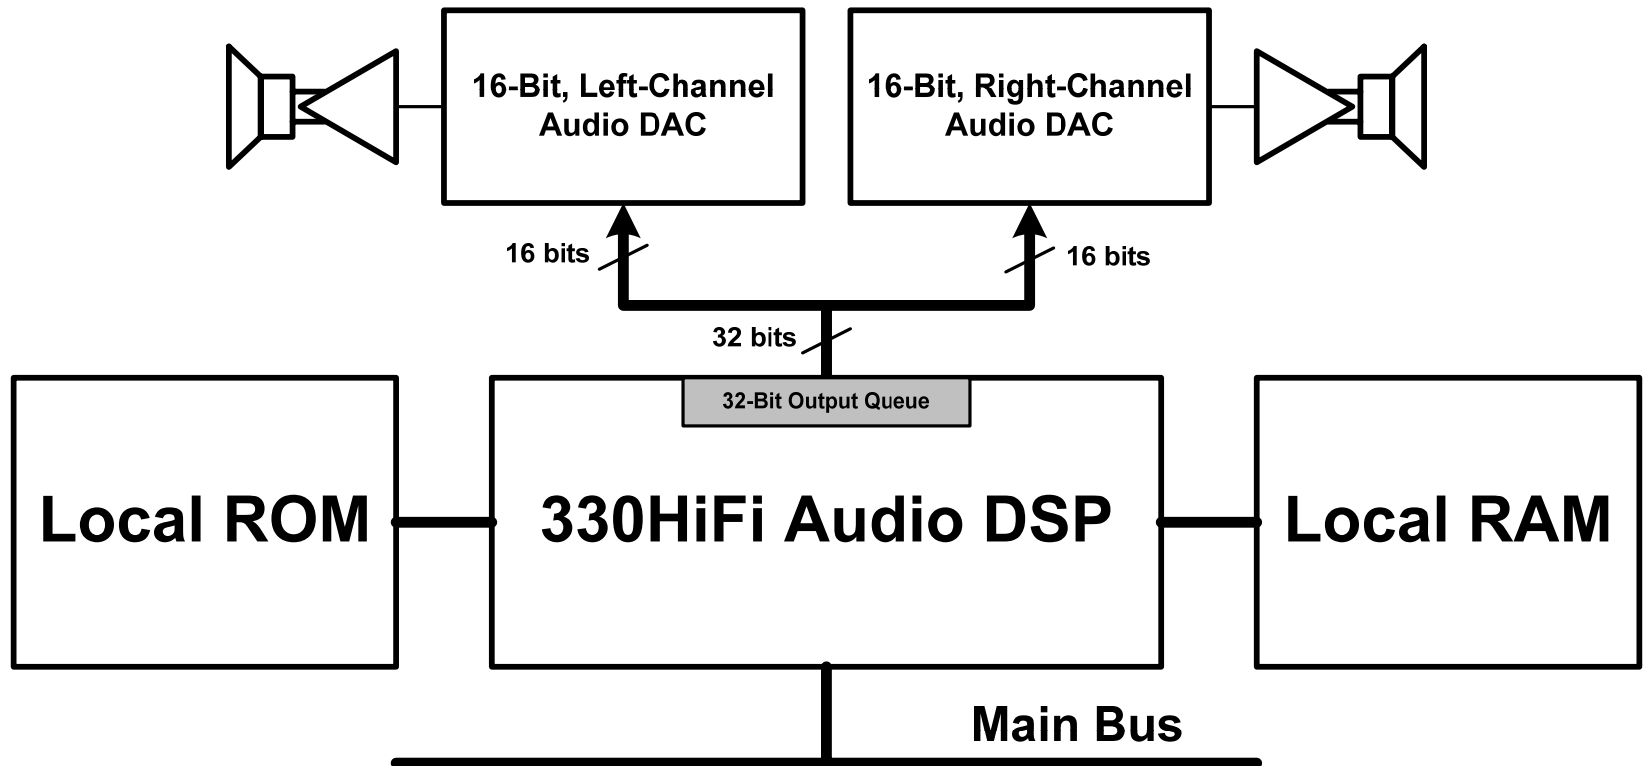 16-Bit, Left-Channel
Audio DAC
16-Bit, Right-Channel
Audio DAC
16 bits
16 bits
32 bits
32-Bit Output Queue
Local ROM
330HiFi Audio DSP
Local RAM
Main Bus